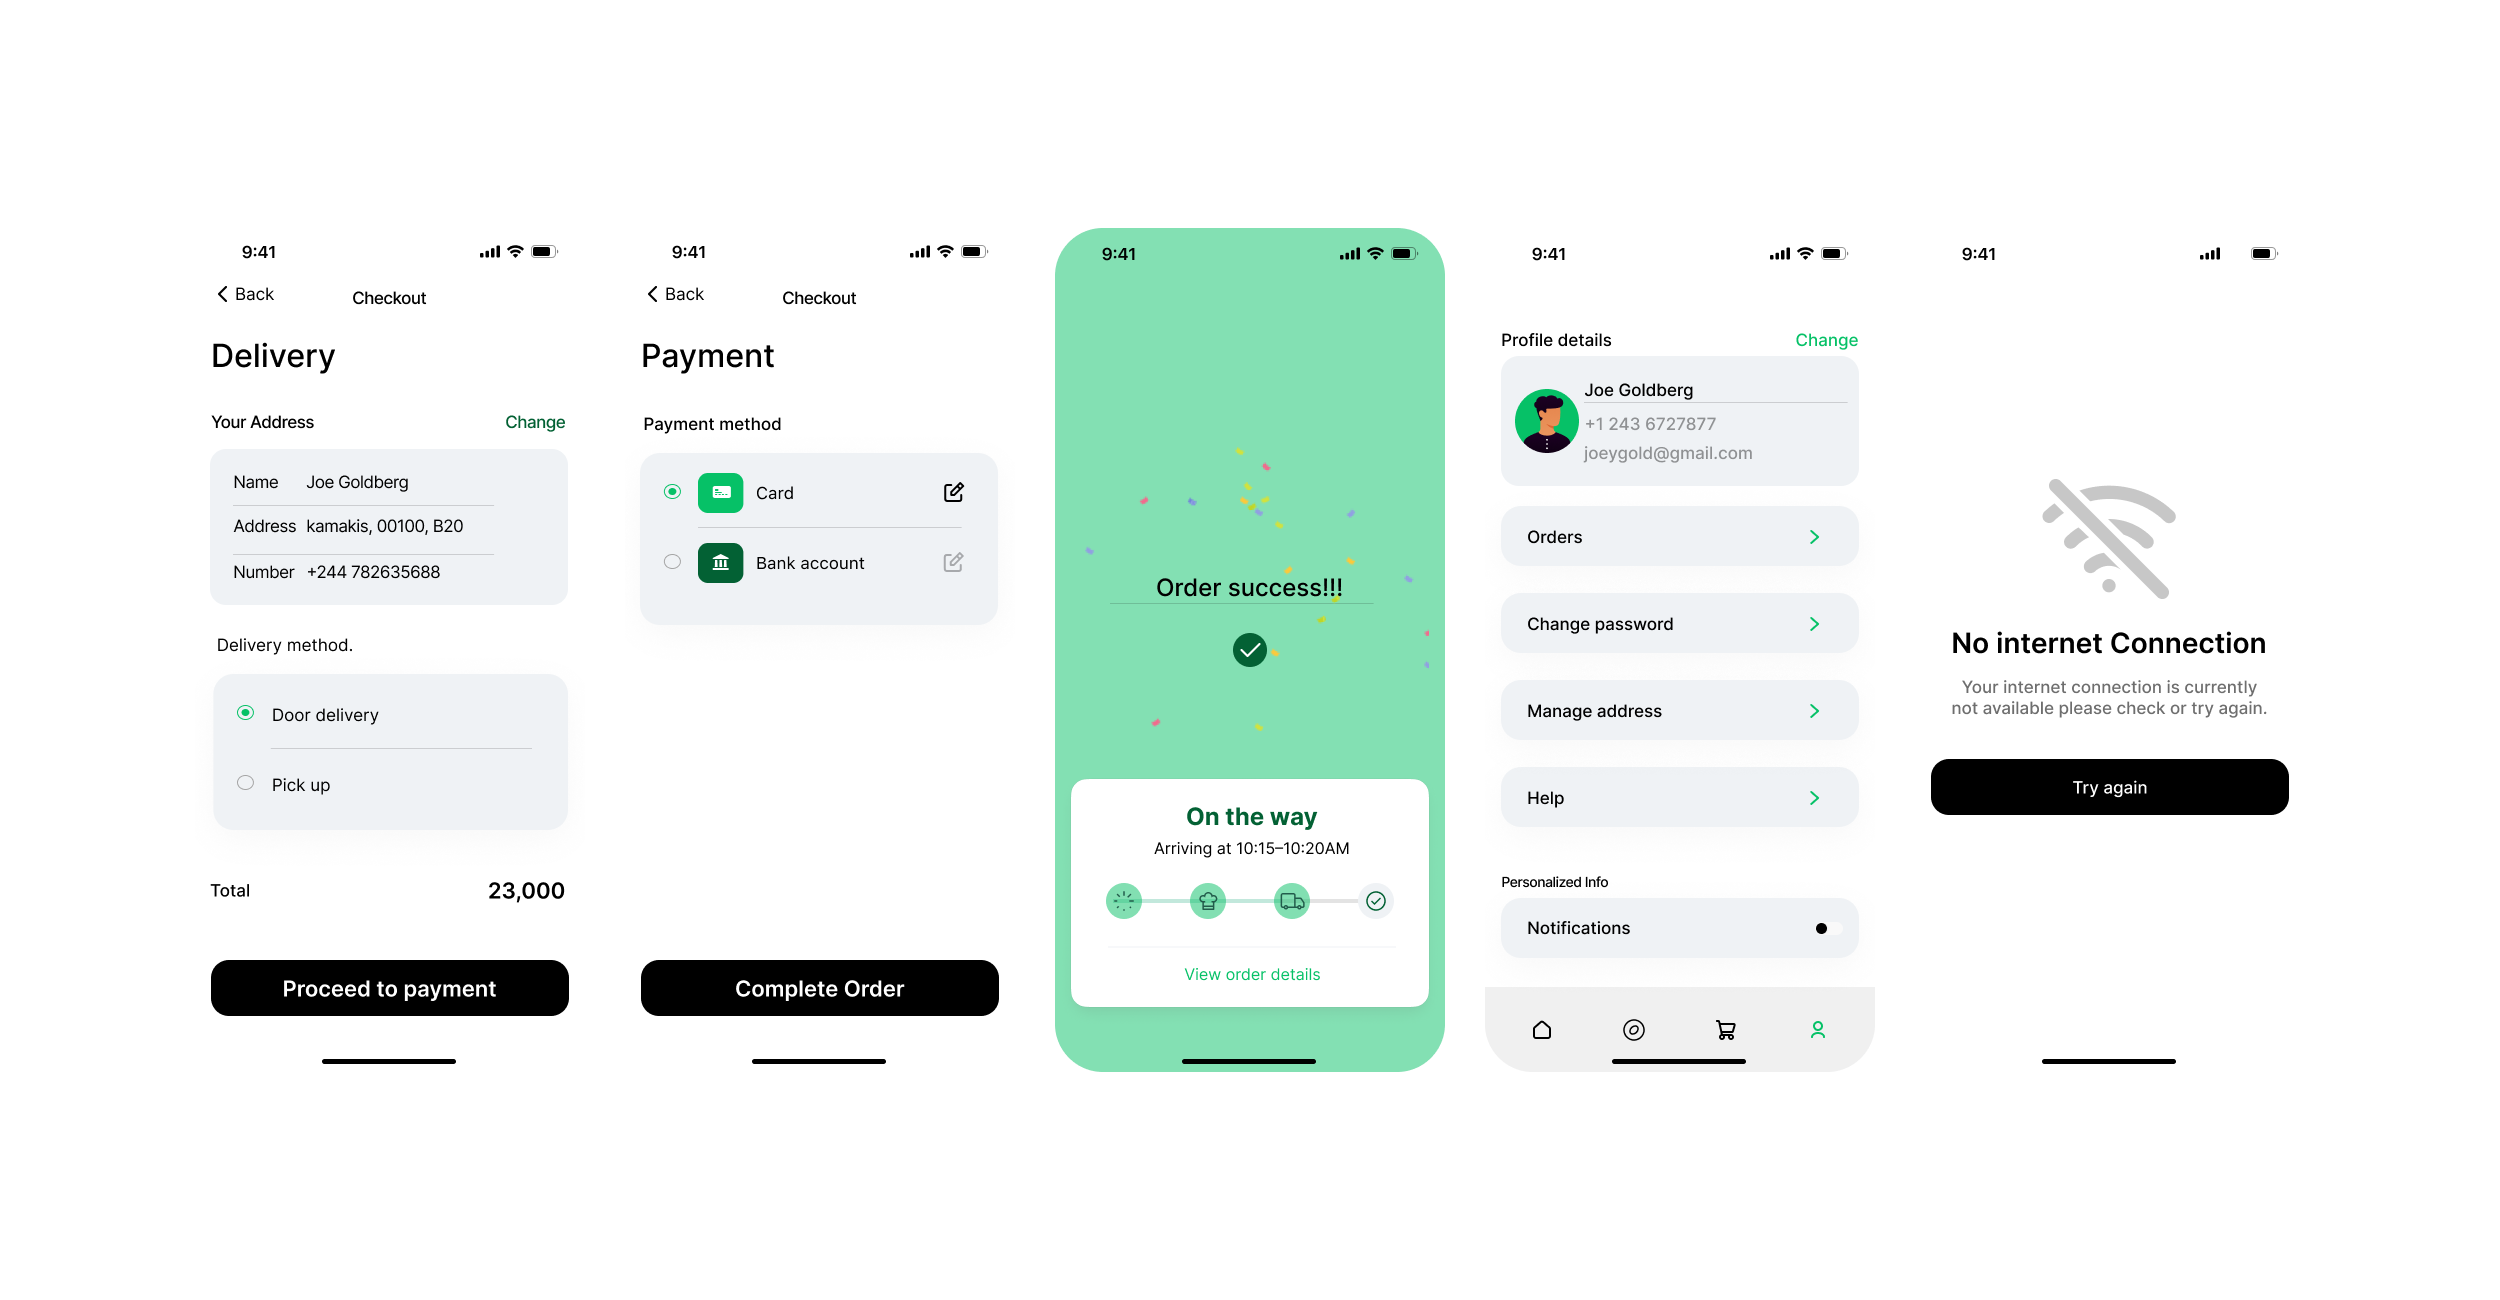 9:41
Back
Checkout
Delivery
Your Address Change
Name Joe Goldberg
Address kamakis, 00100, B20
Number +244 782635688
Delivery method.
Door delivery
Pick up
Total 23,000
Proceed to payment
9:41
Back
Checkout
Payment
Payment method
Card
Bank account
Complete Order
9:41
Order success!!!
On the way
Arriving at 10:15–10:20AM
View order details
9:41
Profile details Change
Joe Goldberg
+1 243 6727877
joeygold@gmail.com
Orders
Change password
Manage address
Help
Personalized Info
Notifications
9:41
No internet Connection
Your internet connection is currently
not available please check or try again.
Try again